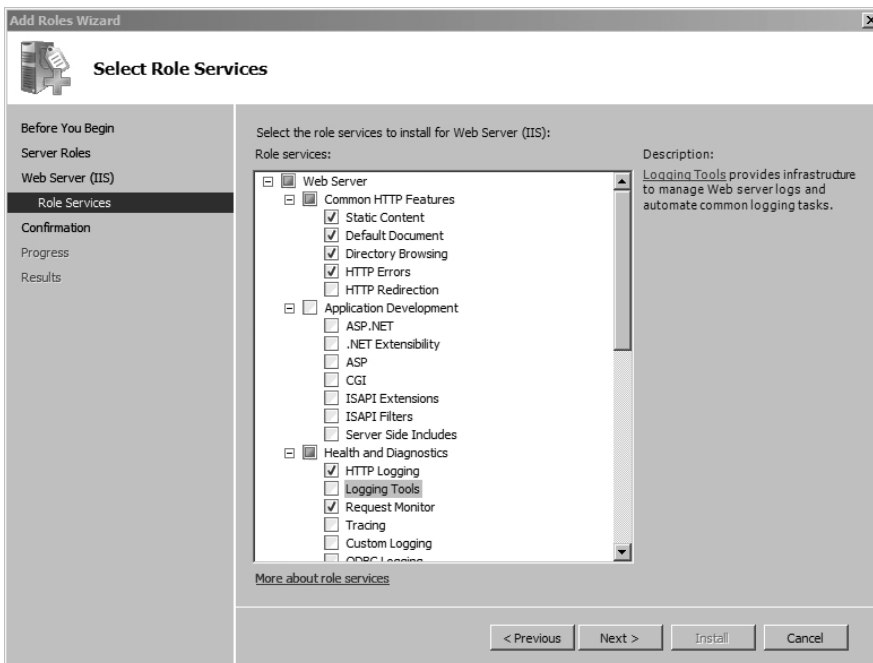 Add Roles Wizard
Select Role Services
Before You Begin
Server Roles
Web Server (IIS)
Role Services
Confirmation
Progress
Results
Select the role services to install for Web Server (IIS):
Role services:
Web Server
Common HTTP Features
Static Content
Default Document
Directory Browsing
HTTP Errors
HTTP Redirection
Application Development
ASP.NET
.NET Extensibility
ASP
CGI
ISAPI Extensions
ISAPI Filters
Server Side Includes
Health and Diagnostics
HTTP Logging
Logging Tools
Request Monitor
Tracing
Custom Logging
ODBC Logging
More about role services
Description:
Logging Tools provides infrastructure
to manage Web server logs and
automate common logging tasks.
< Previous
Next >
Install
Cancel